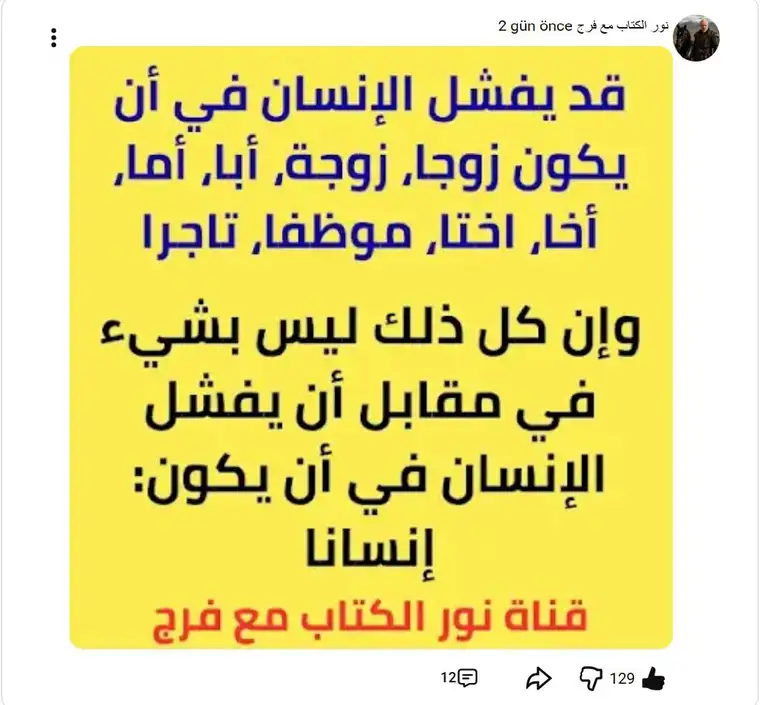 نور الكتاب مع فرج 2 gün önce
قد يفشل الإنسان في أن
يكون زوجا، زوجة، أبا، أما،
أخا، اختا، موظفا، تاجرا
وإن كل ذلك ليس بشيء
في مقابل أن يفشل
الإنسان في أن يكون:
إنسانا
قناة نور الكتاب مع فرج
129
12